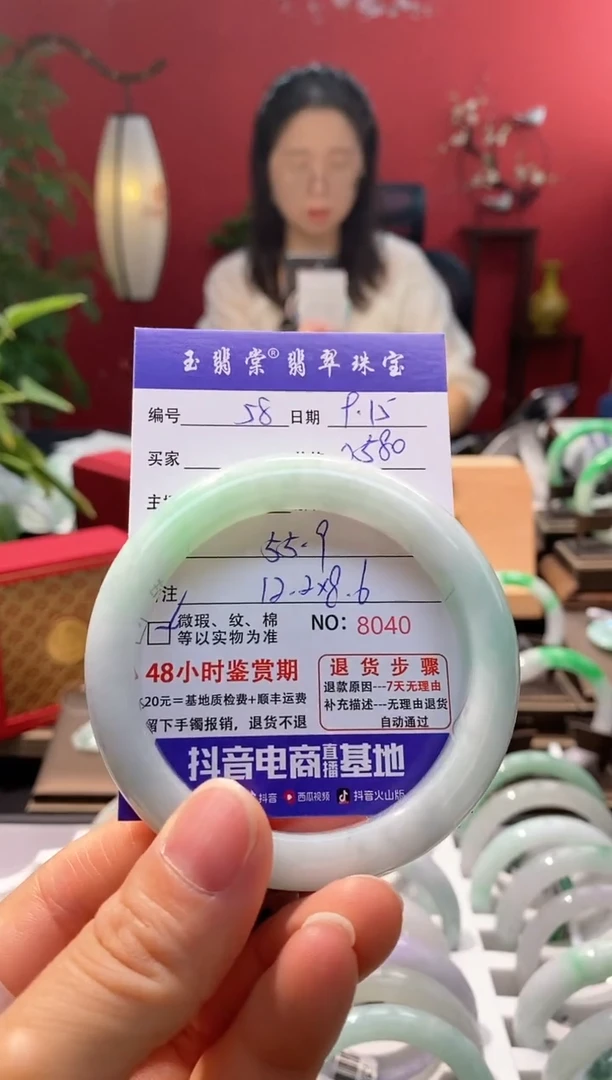 玉翡棠®翡翠珠宝
编号 58 日期 9.15
买家 2580
主
55.9
注 12.2x8.6
微瑕、纹、棉 NO: 8040
等以实物为准
48小时鉴赏期
20元=基地质检费+顺丰运费
留下手镯报销，退货不退
退货步骤
退款原因---7天无理由
补充描述---无理由退货
自动通过
抖音电商直播基地
抖音 西瓜视频 抖音火山版